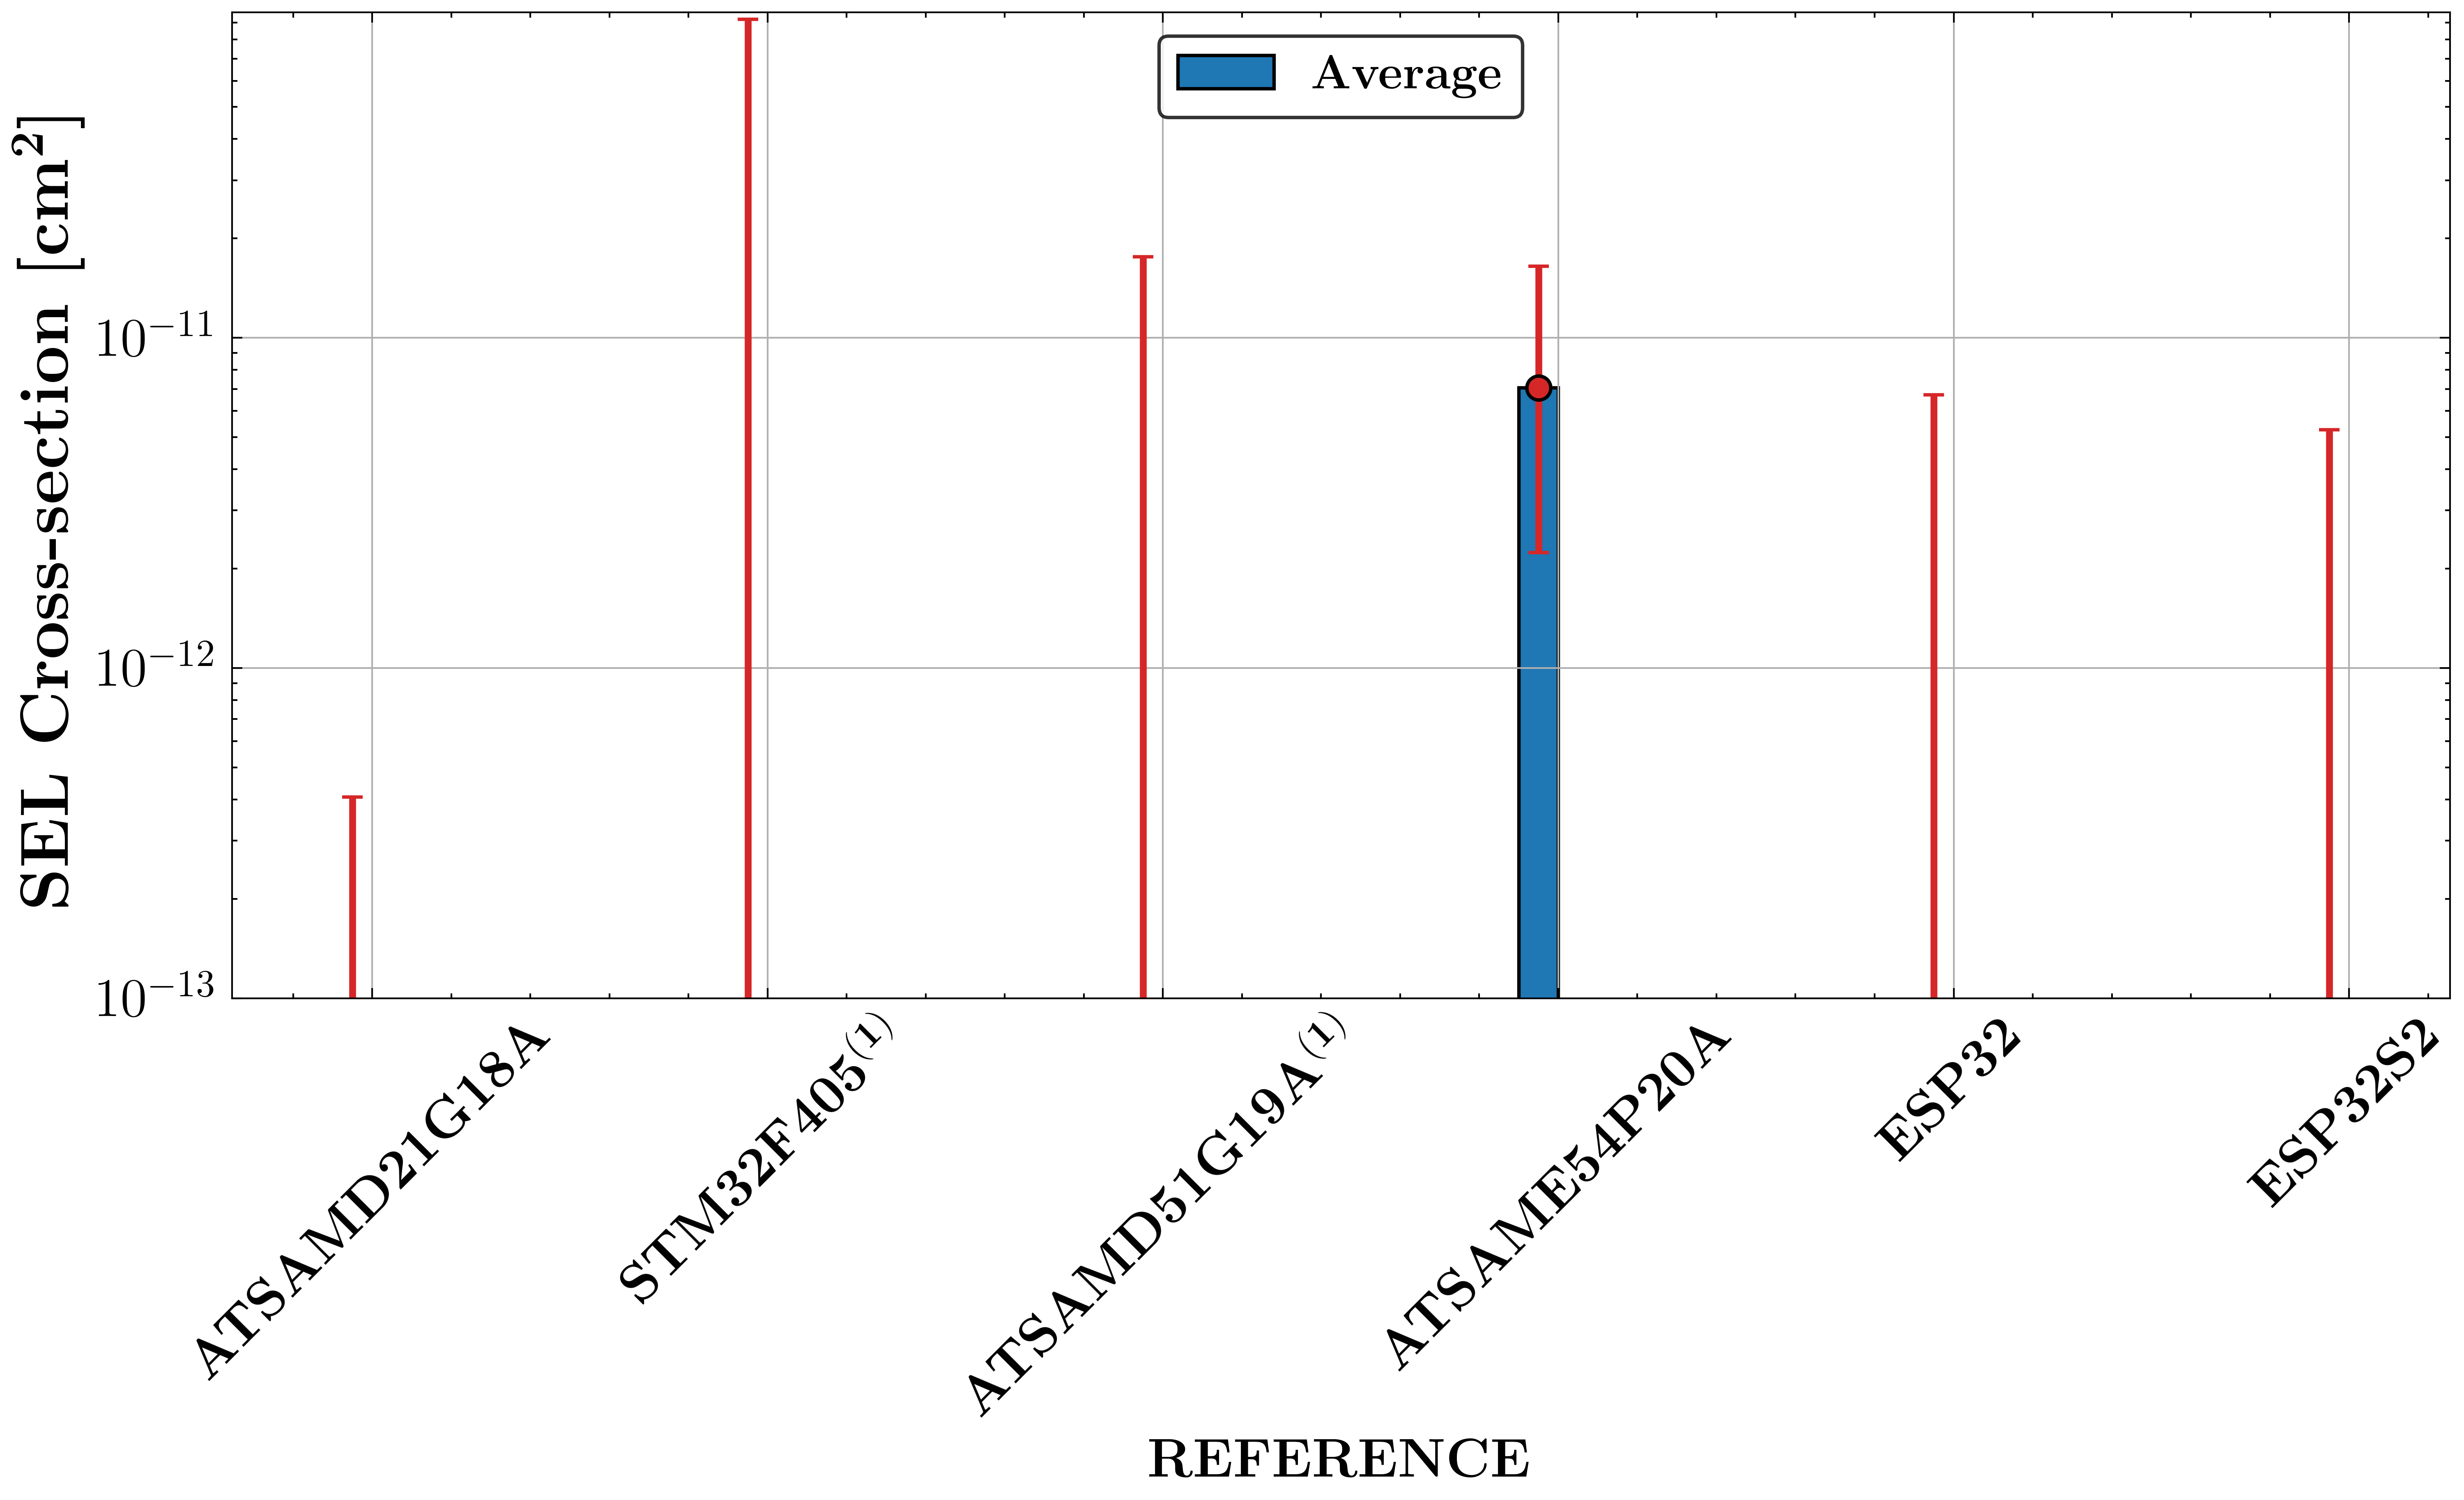 Average
SEL Cross-section [cm²]
10⁻¹¹
10⁻¹²
10⁻¹³
ATSAMD21G18A
STM32F405⁽¹⁾
ATSAMD51G19A⁽¹⁾
ATSAME54P20A
ESP32
ESP32S2
REFERENCE